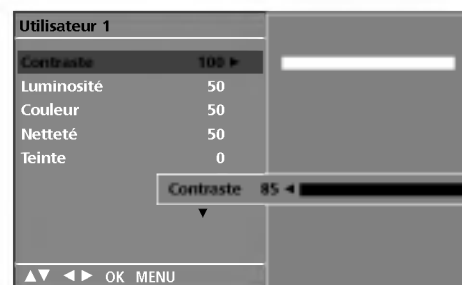 Utilisateur 1
Contraste 100 ►
Luminosité 50
Couleur 50
Netteté 50
Teinte 0
Contraste 85 ◄
▼
▲▼ ◄► OK MENU